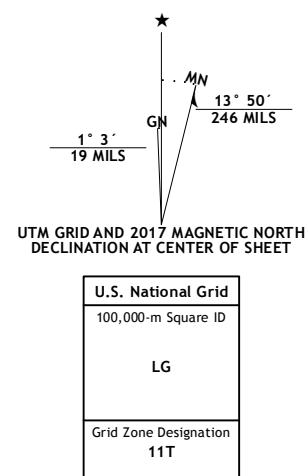 ★
MN
GN
13° 50´
246 MILS
1° 3´
19 MILS
UTM GRID AND 2017 MAGNETIC NORTH
DECLINATION AT CENTER OF SHEET
U.S. National Grid
100,000-m Square ID
LG
Grid Zone Designation
11T